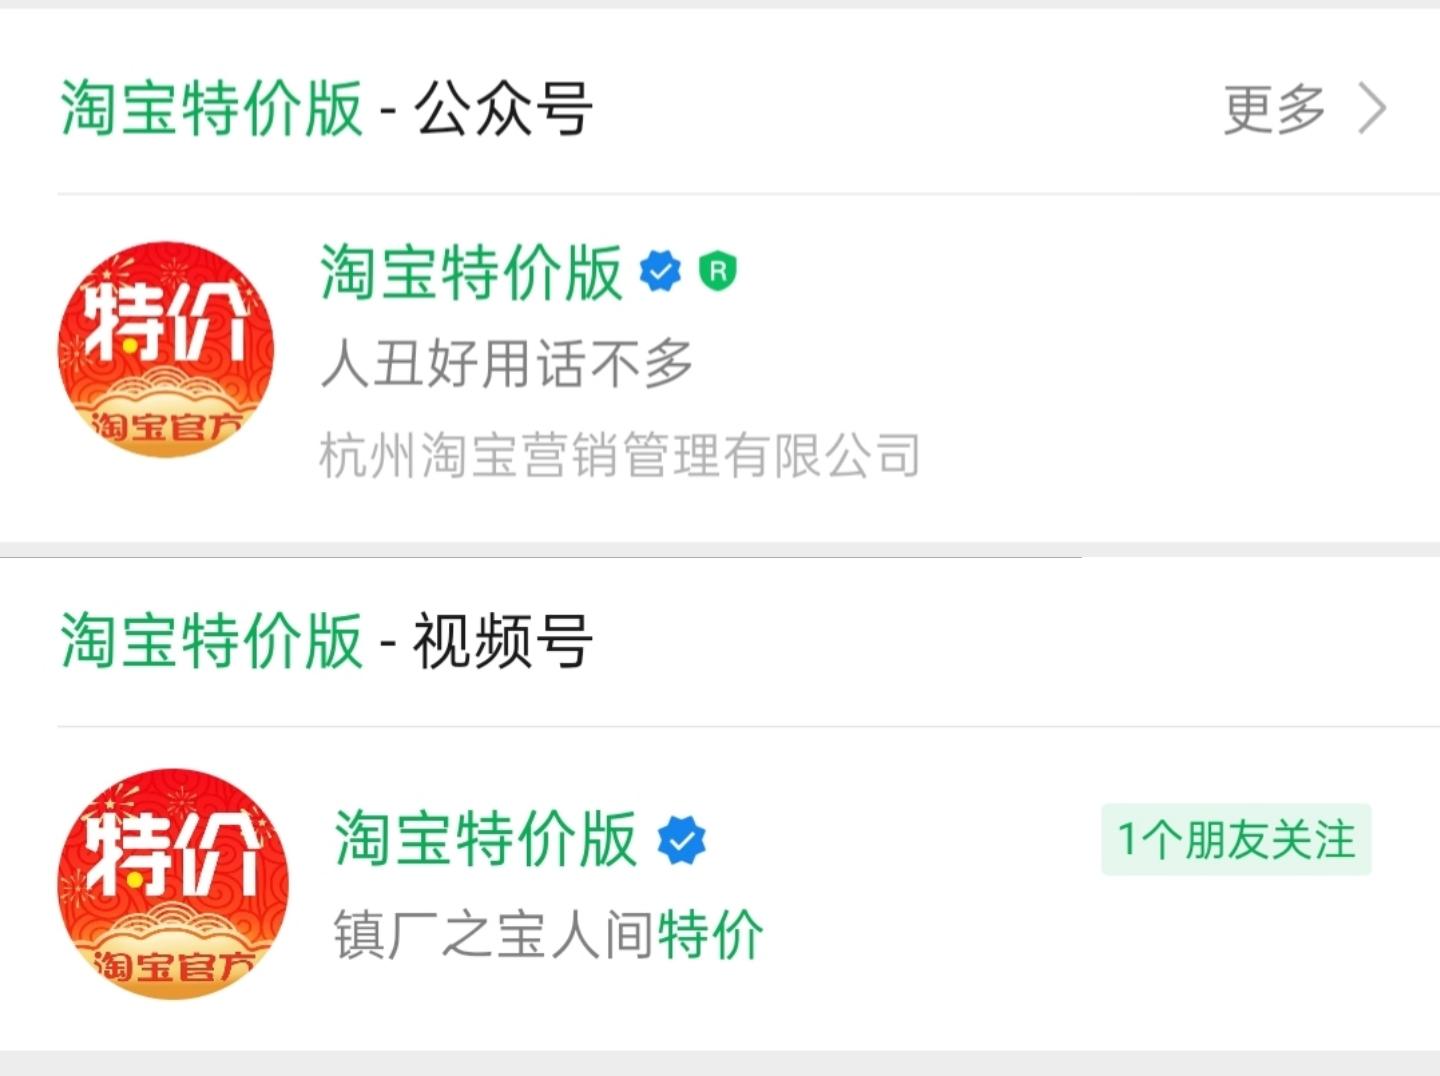 淘宝特价版 - 公众号
更多
特价
淘宝官方
淘宝特价版
R
人丑好用话不多
杭州淘宝营销管理有限公司
淘宝特价版 - 视频号
特价
淘宝官方
淘宝特价版
1个朋友关注
镇厂之宝人间特价